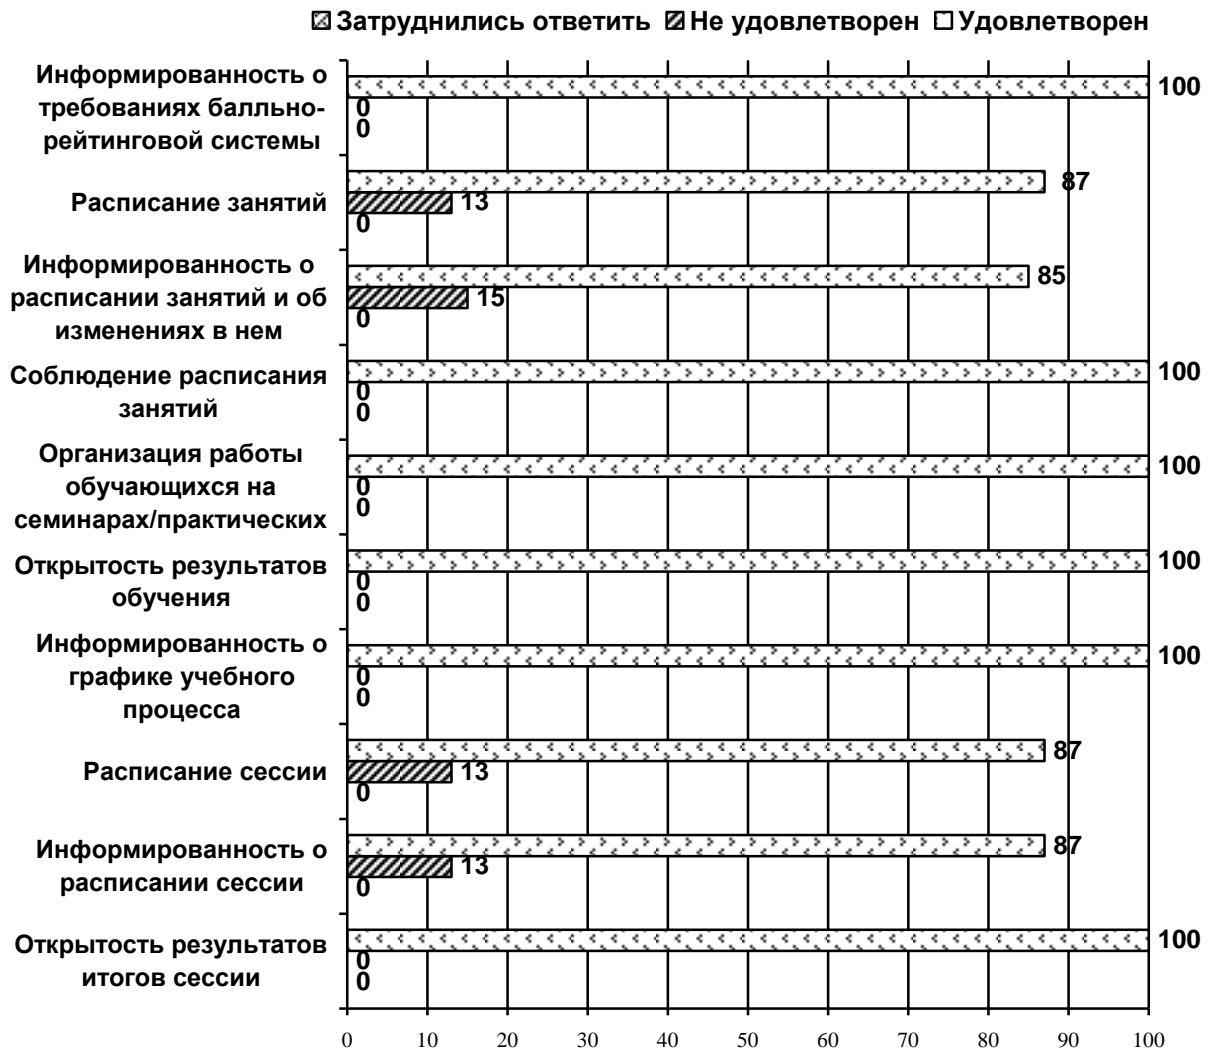 Затруднились ответить Не удовлетворен Удовлетворен
Информированность о
требованиях балльно-
рейтинговой системы
100
0
0
Расписание занятий
87
13
0
Информированность о
расписании занятий и об
изменениях в нем
85
15
0
Соблюдение расписания
занятий
100
0
0
Организация работы
обучающихся на
семинарах/практических
100
0
0
Открытость результатов
обучения
100
0
0
Информированность о
графике учебного
процесса
100
0
0
Расписание сессии
87
13
0
Информированность о
расписании сессии
87
13
0
Открытость результатов
итогов сессии
100
0
0
0 10 20 30 40 50 60 70 80 90 100